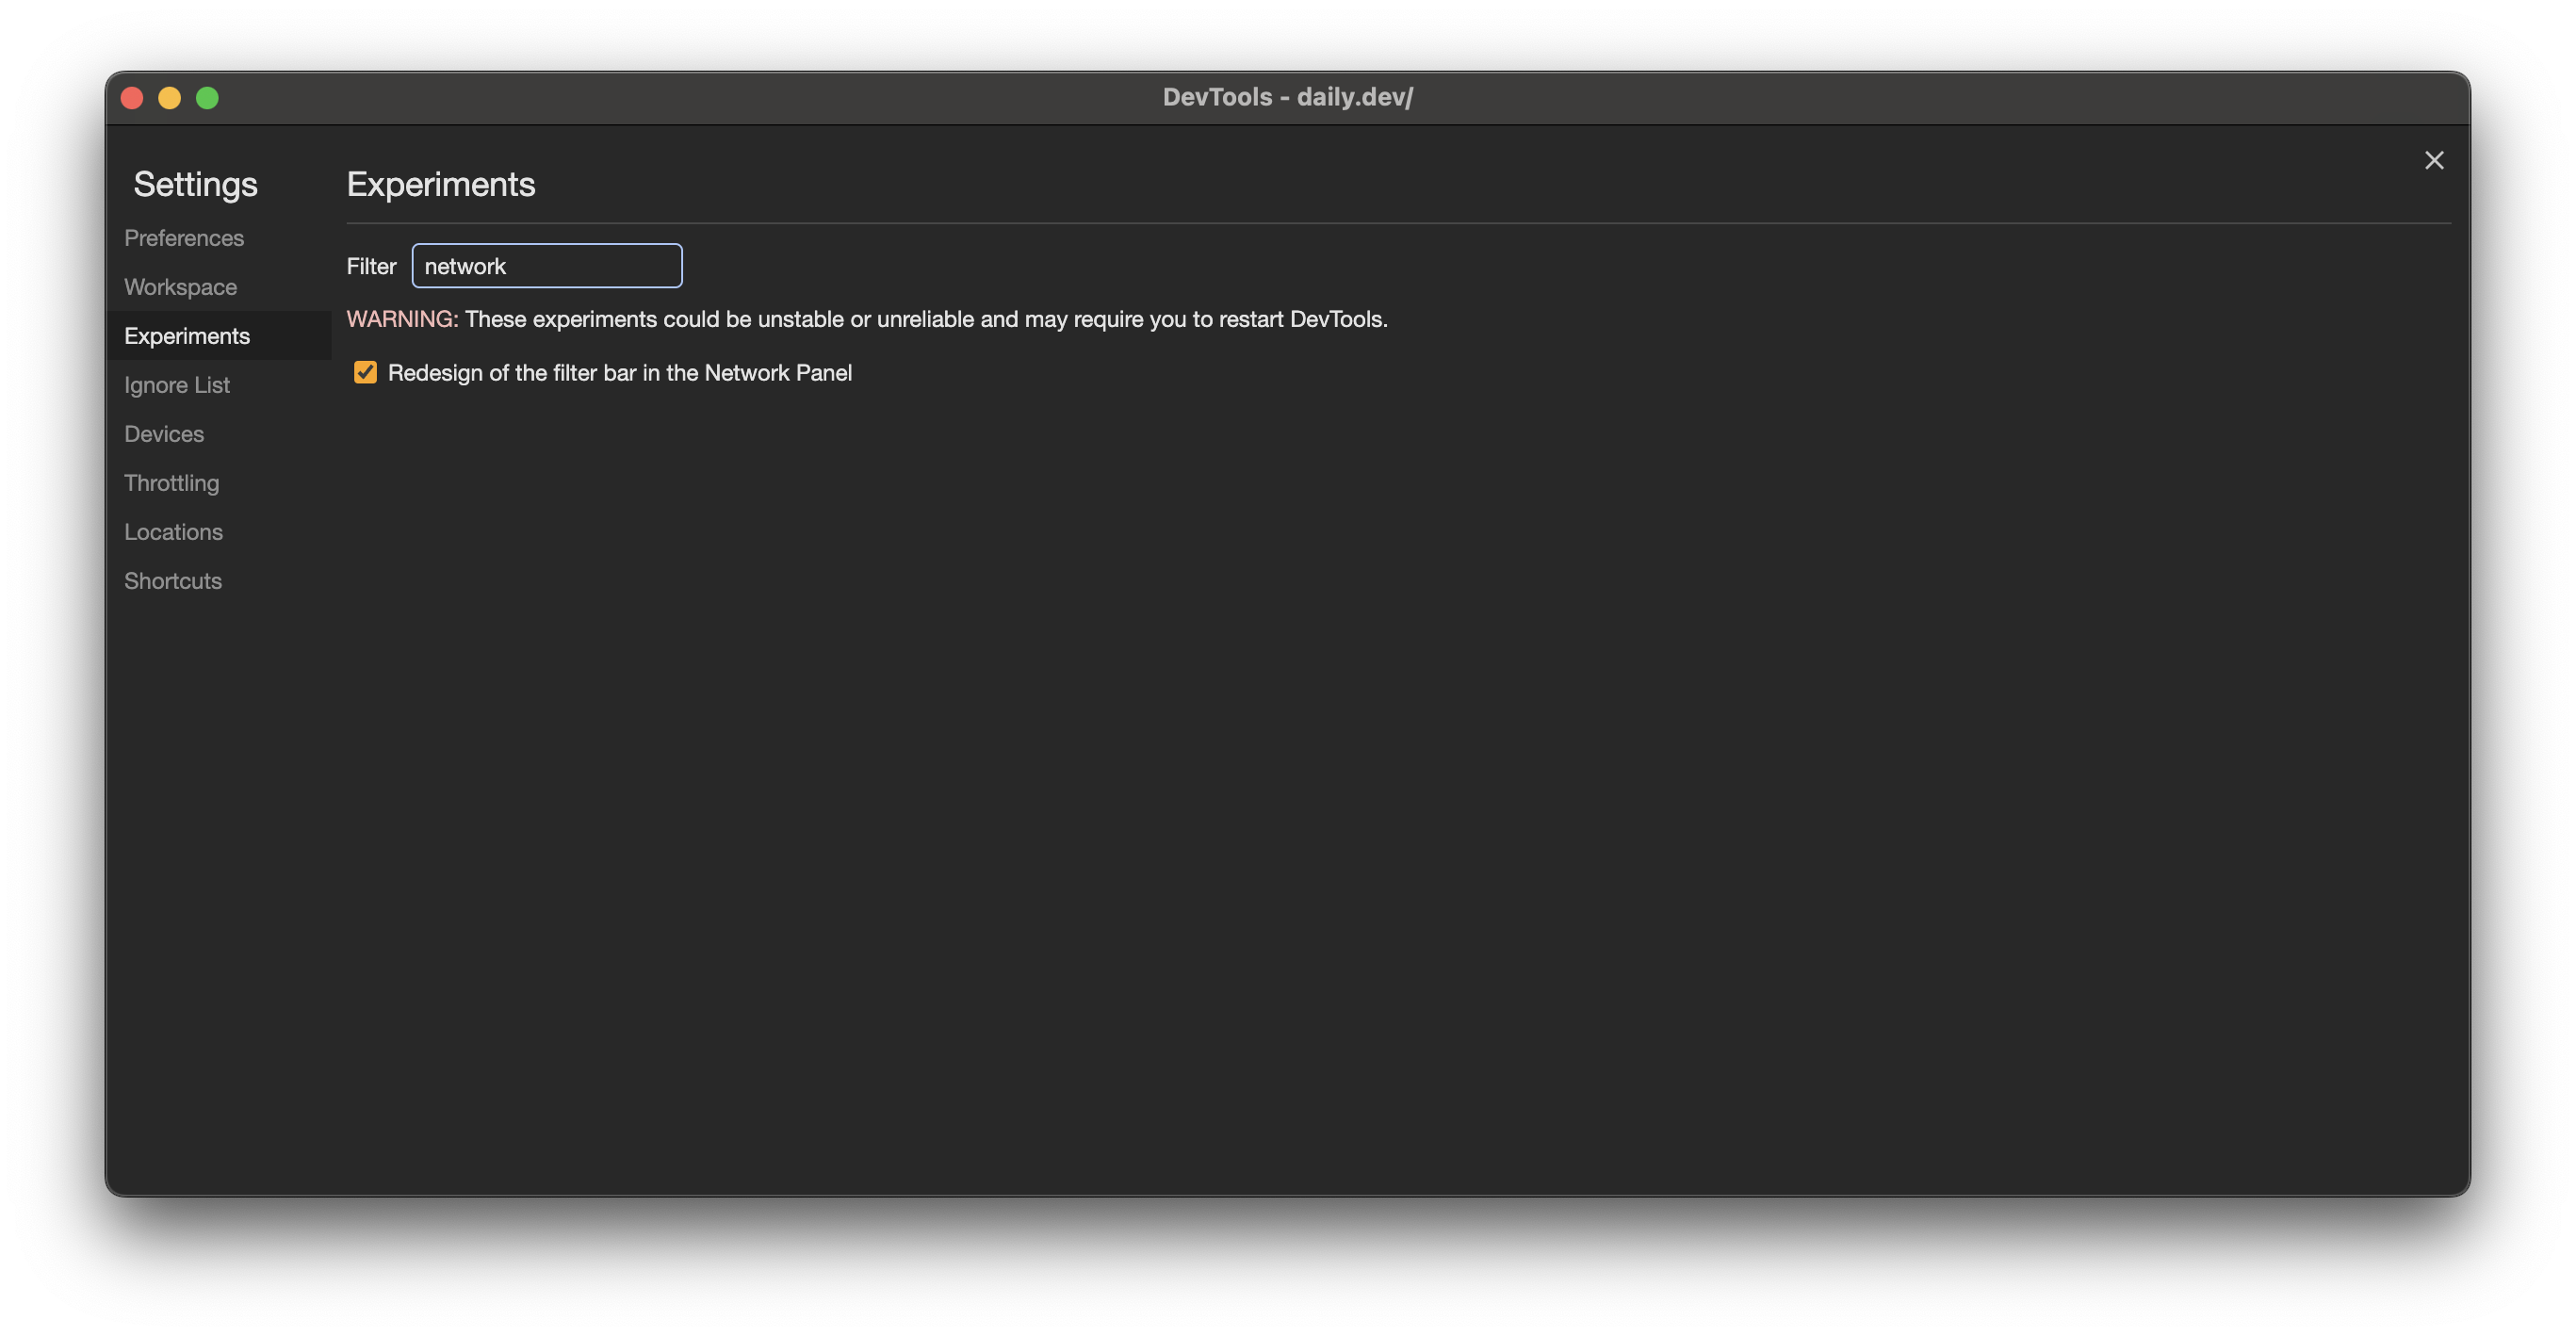 DevTools - daily.dev/
Settings
Preferences
Workspace
Experiments
Ignore List
Devices
Throttling
Locations
Shortcuts
Experiments
Filter network
WARNING: These experiments could be unstable or unreliable and may require you to restart DevTools.
Redesign of the filter bar in the Network Panel